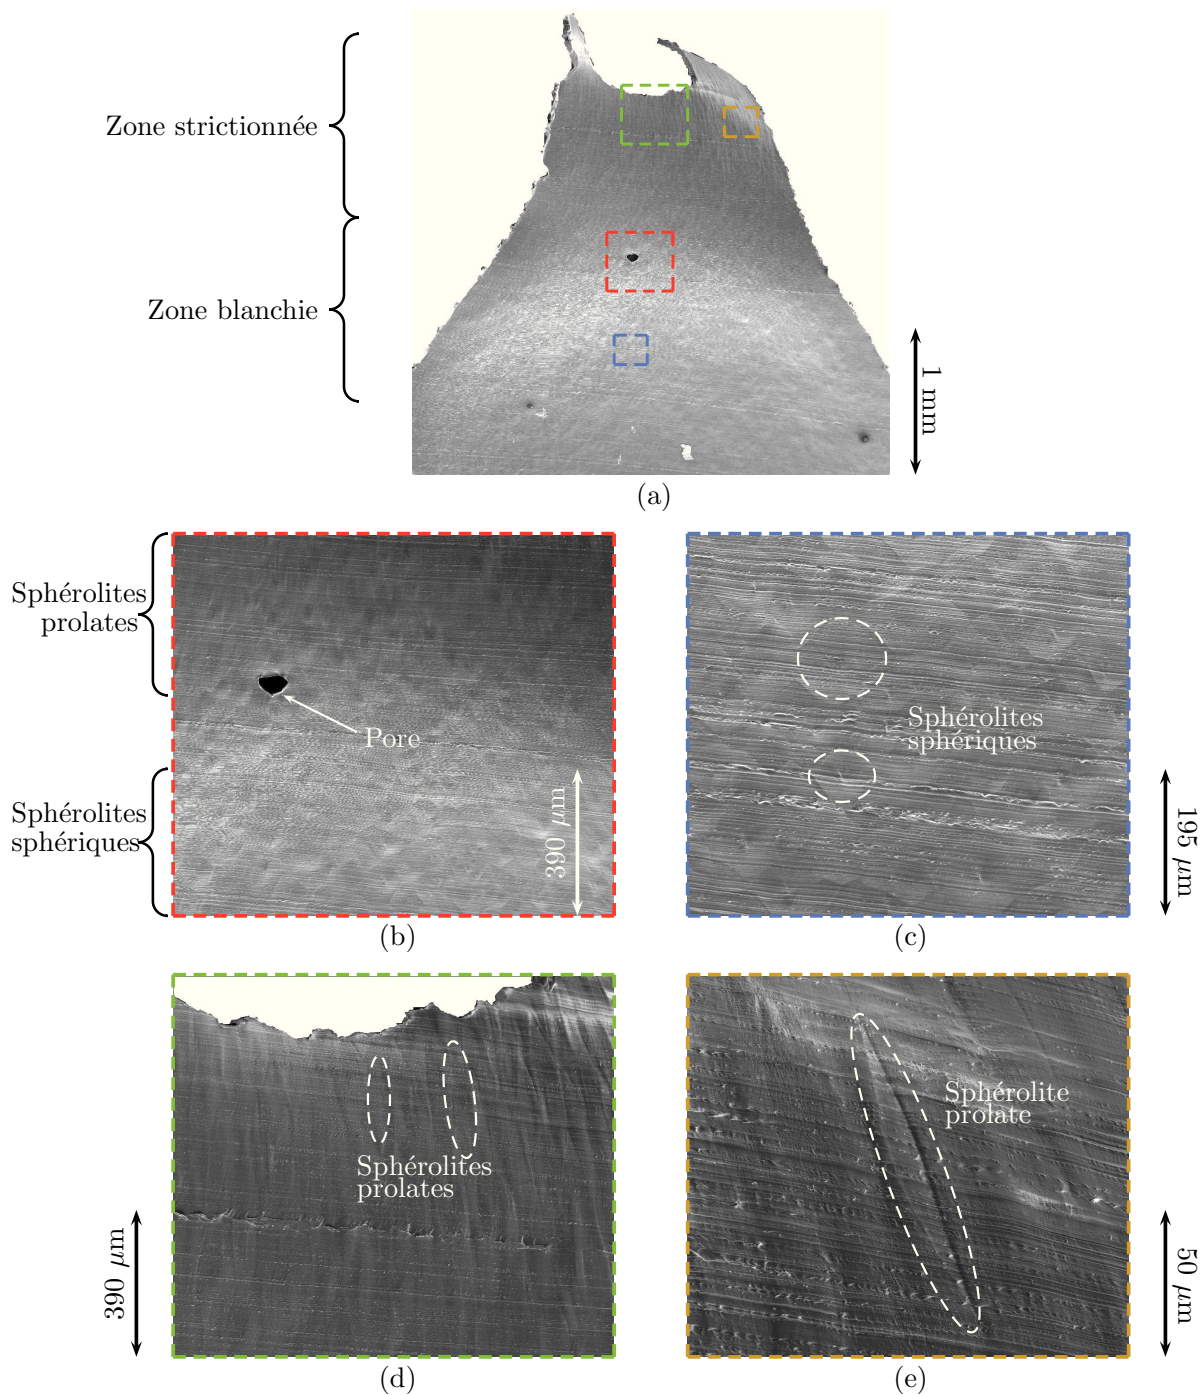 Zone strictionnée
Zone blanchie
1 mm
(a)
Sphérolites
prolates
Sphérolites
sphériques
Pore
390 μm
(b)
Sphérolites
sphériques
195 μm
(c)
390 μm
Sphérolites
prolates
(d)
Sphérolite
prolate
50 μm
(e)